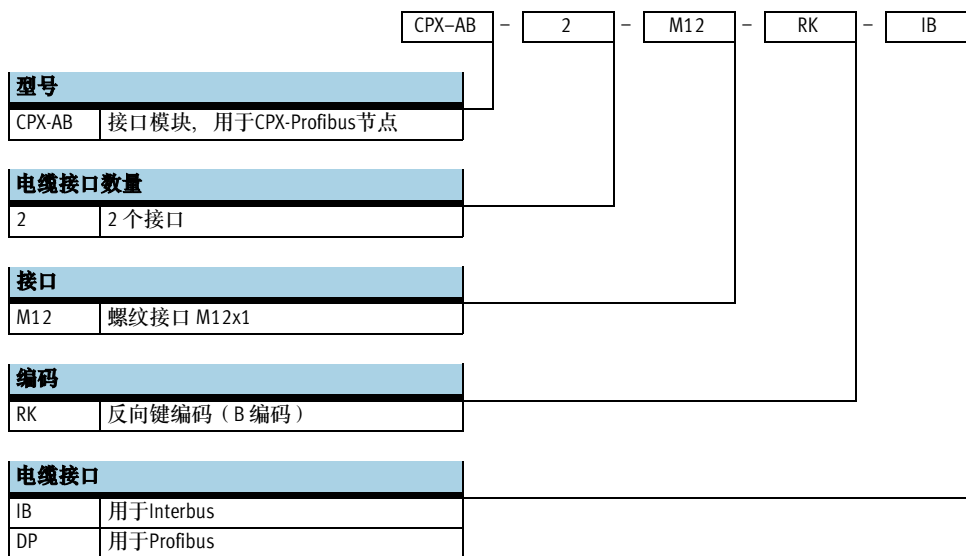 CPX–AB – 2 – M12 – RK – IB
型号
CPX-AB 接口模块，用于CPX-Profibus节点
电缆接口数量
2 2 个接口
接口
M12 螺纹接口 M12x1
编码
RK 反向键编码（B 编码）
电缆接口
IB 用于Interbus
DP 用于Profibus